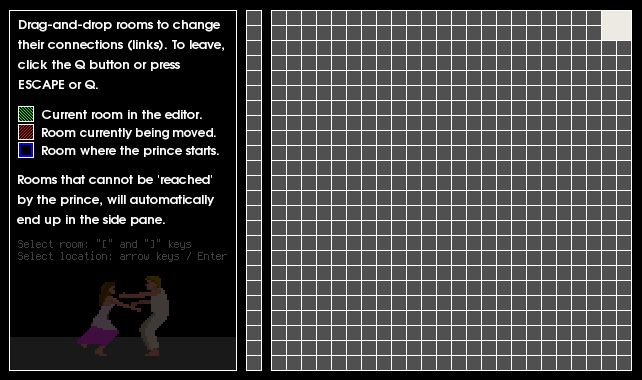 Drag-and-drop rooms to change
their connections (links). To leave,
click the Q button or press
ESCAPE or Q.
Current room in the editor.
Room currently being moved.
Room where the prince starts.
Rooms that cannot be 'reached'
by the prince, will automatically
end up in the side pane.
Select room: "[" and "]" keys
Select location: arrow keys / Enter